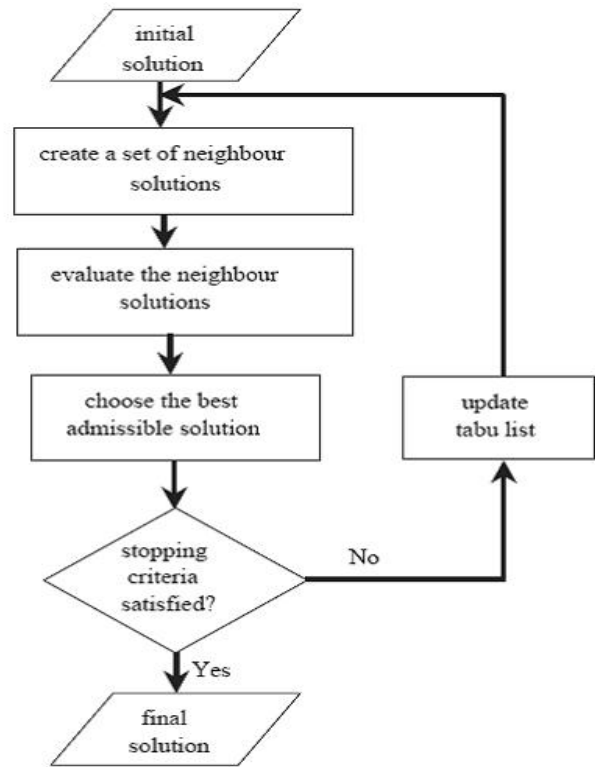 initial
solution
create a set of neighbour
solutions
evaluate the neighbour
solutions
choose the best
admissible solution
update
tabu list
stopping
criteria
satisfied?
No
Yes
final
solution